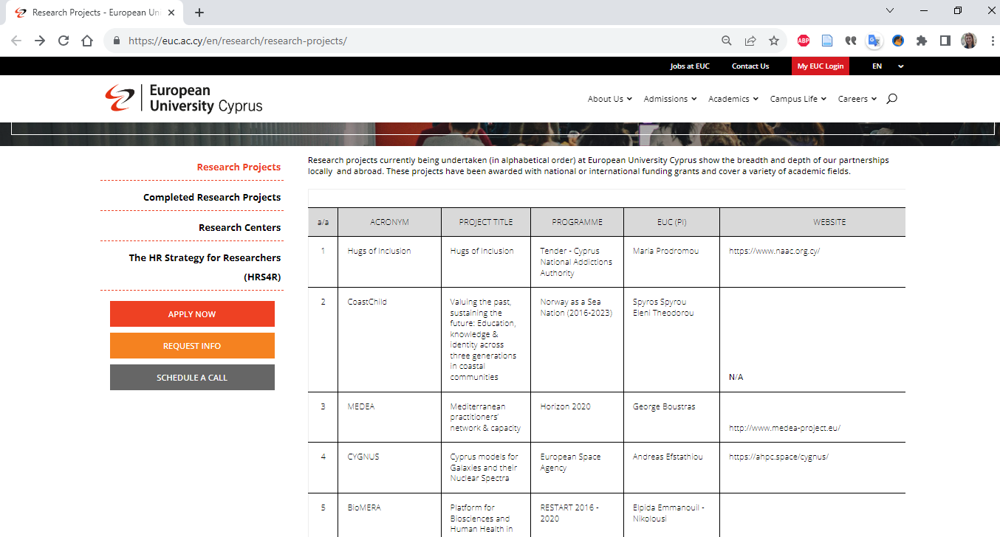 Research Projects - European Uni
https://euc.ac.cy/en/research/research-projects/
ABP
Jobs at EUC
Contact Us
My EUC Login
EN
European
University Cyprus
About Us
Admissions
Academics
Campus Life
Careers
Research Projects
Completed Research Projects
Research Centers
The HR Strategy for Researchers
(HRS4R)
APPLY NOW
REQUEST INFO
SCHEDULE A CALL
Research projects currently being undertaken (in alphabetical order) at European University Cyprus show the breadth and depth of our partnerships
locally and abroad. These projects have been awarded with national or international funding grants and cover a variety of academic fields.
a/a
ACRONYM
PROJECT TITLE
PROGRAMME
EUC (PI)
WEBSITE
1
Hugs of Inclusion
Hugs of Inclusion
Tender - Cyprus
National Addictions
Authority
Maria Prodromou
https://www.naac.org.cy/
2
CoastChild
Valuing the past,
sustaining the
future: Education,
knowledge &
identity across
three generations
in coastal
communities
Norway as a Sea
Nation (2016-2023)
Spyros Spyrou
Eleni Theodorou
N/A
3
MEDEA
Mediterranean
practitioners'
network & capacity
Horizon 2020
George Boustras
http://www.medea-project.eu/
4
CYGNUS
Cyprus models for
Galaxies and their
Nuclear Spectra
European Space
Agency
Andreas Efstathiou
https://ahpc.space/cygnus/
5
BioMERA
Platform for
Biosciences and
Human Health in
RESTART 2016 -
2020
Elpida Emmanouil -
Nikolousi